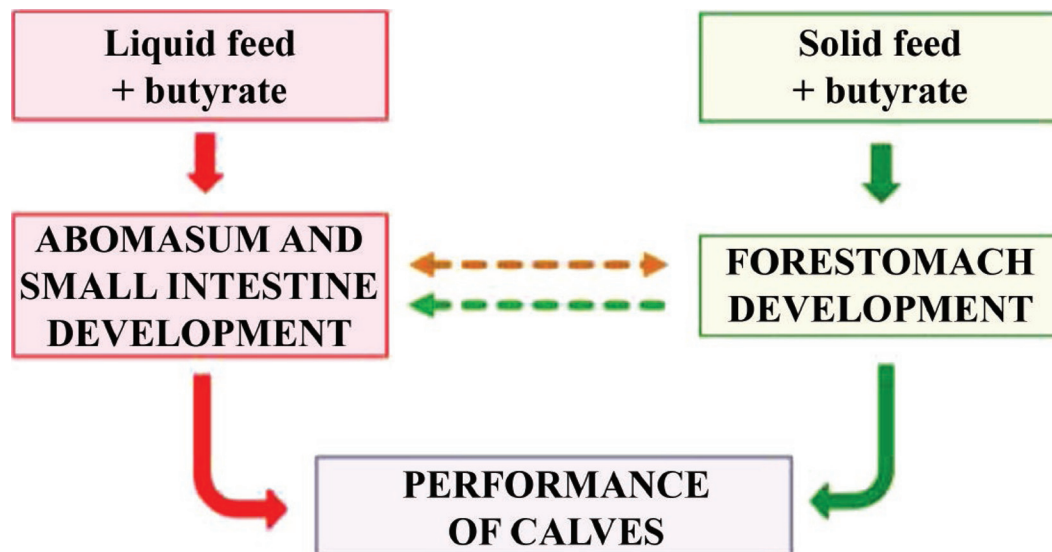 Liquid feed
+ butyrate
Solid feed
+ butyrate
ABOMASUM AND
SMALL INTESTINE
DEVELOPMENT
FORESTOMACH
DEVELOPMENT
PERFORMANCE
OF CALVES